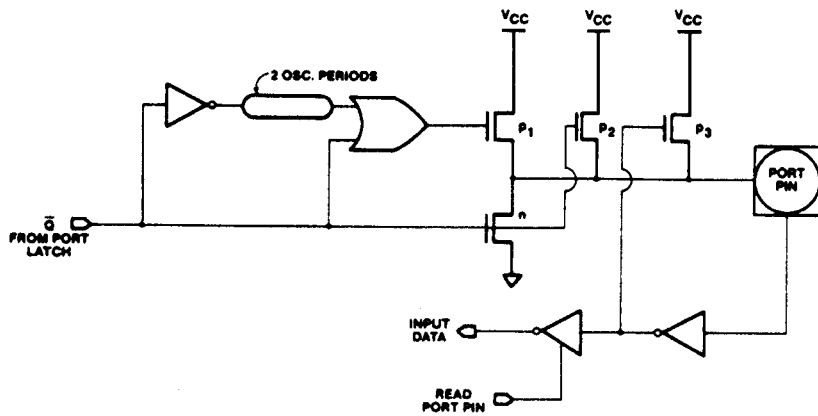 VCC
VCC
VCC
2 OSC. PERIODS
P1
P2
P3
PORT
PIN
n
Q̅
FROM PORT
LATCH
INPUT
DATA
READ
PORT PIN